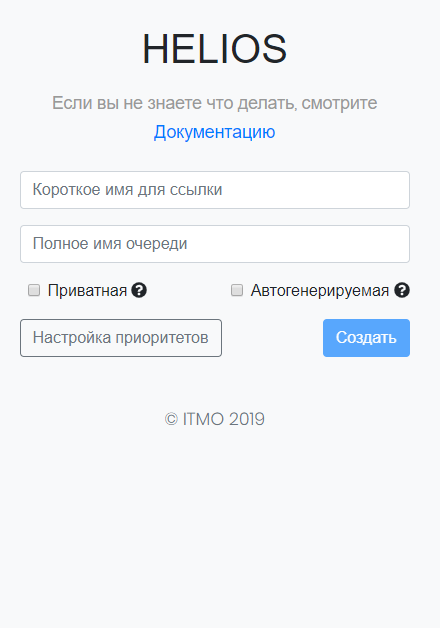 HELIOS
Если вы не знаете что делать, смотрите
Документацию
Короткое имя для ссылки
Полное имя очереди
Приватная ? Автогенерируемая ?
Настройка приоритетов Создать
© ITMO 2019